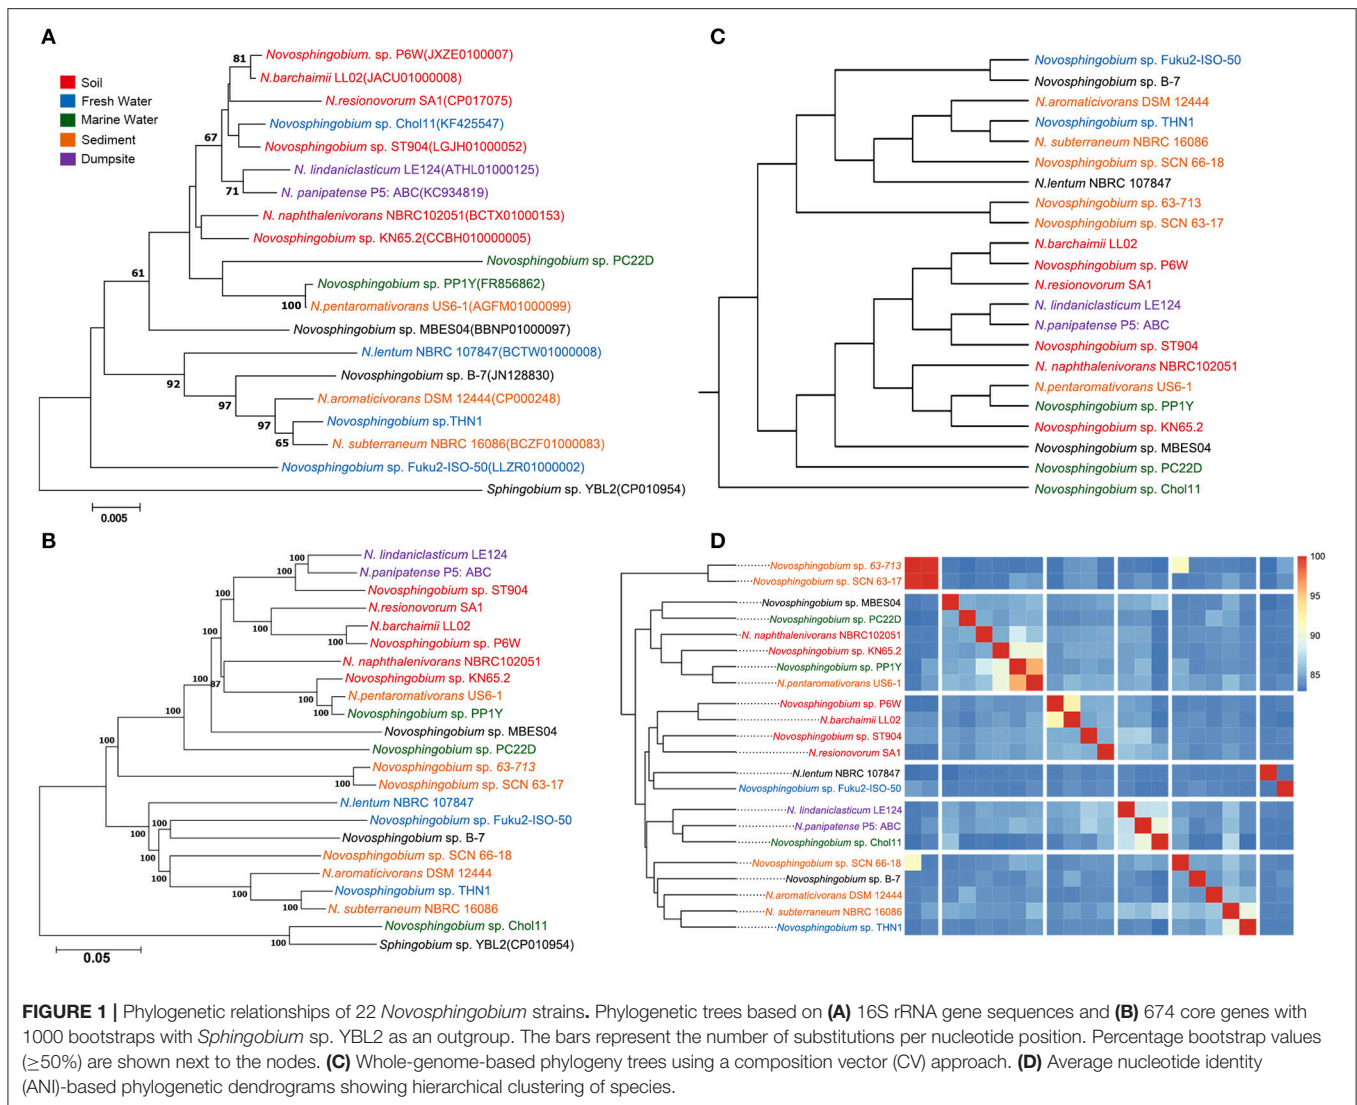 A
Soil
Fresh Water
Marine Water
Sediment
Dumpsite
Novosphingobium. sp. P6W(JXZE0100007)
N.barchaimii LL02(JACU01000008)
N.resionovorum SA1(CP017075)
Novosphingobium sp. Chol11(KF425547)
Novosphingobium sp. ST904(LGJH01000052)
N. lindaniclasticum LE124(ATHL01000125)
N. panipatense P5: ABC(KC934819)
N. naphthalenivorans NBRC102051(BCTX01000153)
Novosphingobium sp. KN65.2(CCBH010000005)
Novosphingobium sp. PC22D
Novosphingobium sp. PP1Y(FR856862)
N.pentaromativorans US6-1(AGFM01000099)
Novosphingobium sp. MBES04(BBNP01000097)
N.lentum NBRC 107847(BCTW01000008)
Novosphingobium sp. B-7(JN128830)
N.aromaticivorans DSM 12444(CP000248)
Novosphingobium sp.THN1
N. subterraneum NBRC 16086(BCZF01000083)
Novosphingobium sp. Fuku2-ISO-50(LLZR01000002)
Sphingobium sp. YBL2(CP010954)
81
67
71
61
100
92
97
97
65
0.005
C
Novosphingobium sp. Fuku2-ISO-50
Novosphingobium sp. B-7
N.aromaticivorans DSM 12444
Novosphingobium sp. THN1
N. subterraneum NBRC 16086
Novosphingobium sp. SCN 66-18
N.lentum NBRC 107847
Novosphingobium sp. 63-713
Novosphingobium sp. SCN 63-17
N.barchaimii LL02
Novosphingobium sp. P6W
N.resionovorum SA1
N. lindaniclasticum LE124
N.panipatense P5: ABC
Novosphingobium sp. ST904
N. naphthalenivorans NBRC102051
N.pentaromativorans US6-1
Novosphingobium sp. PP1Y
Novosphingobium sp. KN65.2
Novosphingobium sp. MBES04
Novosphingobium sp. PC22D
Novosphingobium sp. Chol11
B
N. lindaniclasticum LE124
N.panipatense P5: ABC
Novosphingobium sp. ST904
N.resionovorum SA1
N.barchaimii LL02
Novosphingobium sp. P6W
N. naphthalenivorans NBRC102051
Novosphingobium sp. KN65.2
N.pentaromativorans US6-1
Novosphingobium sp. PP1Y
Novosphingobium sp. MBES04
Novosphingobium sp. PC22D
Novosphingobium sp. 63-713
Novosphingobium sp. SCN 63-17
N.lentum NBRC 107847
Novosphingobium sp. Fuku2-ISO-50
Novosphingobium sp. B-7
Novosphingobium sp. SCN 66-18
N.aromaticivorans DSM 12444
Novosphingobium sp. THN1
N. subterraneum NBRC 16086
Novosphingobium sp. Chol11
Sphingobium sp. YBL2(CP010954)
100
100
100
100
100
100
100
87
100
100
100
100
100
100
100
100
100
100
100
0.05
D
Novosphingobium sp. 63-713
Novosphingobium sp. SCN 63-17
Novosphingobium sp. MBES04
Novosphingobium sp. PC22D
N. naphthalenivorans NBRC102051
Novosphingobium sp. KN65.2
Novosphingobium sp. PP1Y
N.pentaromativorans US6-1
Novosphingobium sp. P6W
N.barchaimii LL02
Novosphingobium sp. ST904
N.resionovorum SA1
N.lentum NBRC 107847
Novosphingobium sp. Fuku2-ISO-50
N. lindaniclasticum LE124
N.panipatense P5: ABC
Novosphingobium sp. Chol11
Novosphingobium sp. SCN 66-18
Novosphingobium sp. B-7
N.aromaticivorans DSM 12444
N. subterraneum NBRC 16086
Novosphingobium sp. THN1
100
95
90
85
FIGURE 1 | Phylogenetic relationships of 22 Novosphingobium strains. Phylogenetic trees based on (A) 16S rRNA gene sequences and (B) 674 core genes with
1000 bootstraps with Sphingobium sp. YBL2 as an outgroup. The bars represent the number of substitutions per nucleotide position. Percentage bootstrap values
(≥50%) are shown next to the nodes. (C) Whole-genome-based phylogeny trees using a composition vector (CV) approach. (D) Average nucleotide identity
(ANI)-based phylogenetic dendrograms showing hierarchical clustering of species.